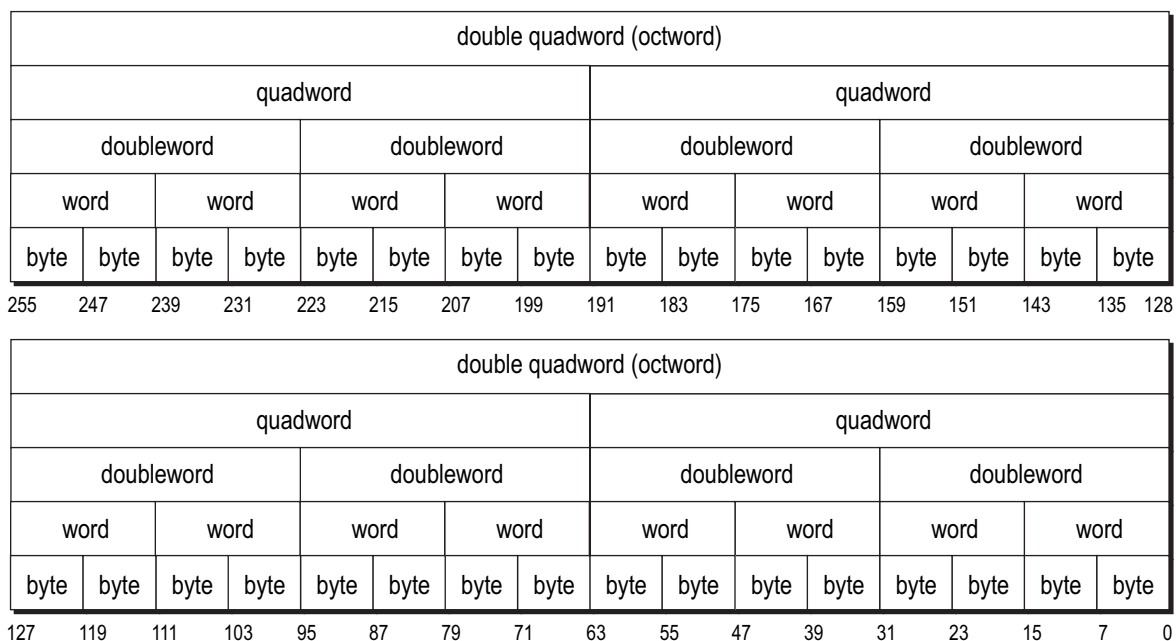 double quadword (octword)
quadword quadword
doubleword doubleword doubleword doubleword
word word word word word word word word
byte byte byte byte byte byte byte byte byte byte byte byte byte byte byte byte
255 247 239 231 223 215 207 199 191 183 175 167 159 151 143 135 128
double quadword (octword)
quadword quadword
doubleword doubleword doubleword doubleword
word word word word word word word word
byte byte byte byte byte byte byte byte byte byte byte byte byte byte byte byte
127 119 111 103 95 87 79 71 63 55 47 39 31 23 15 7 0